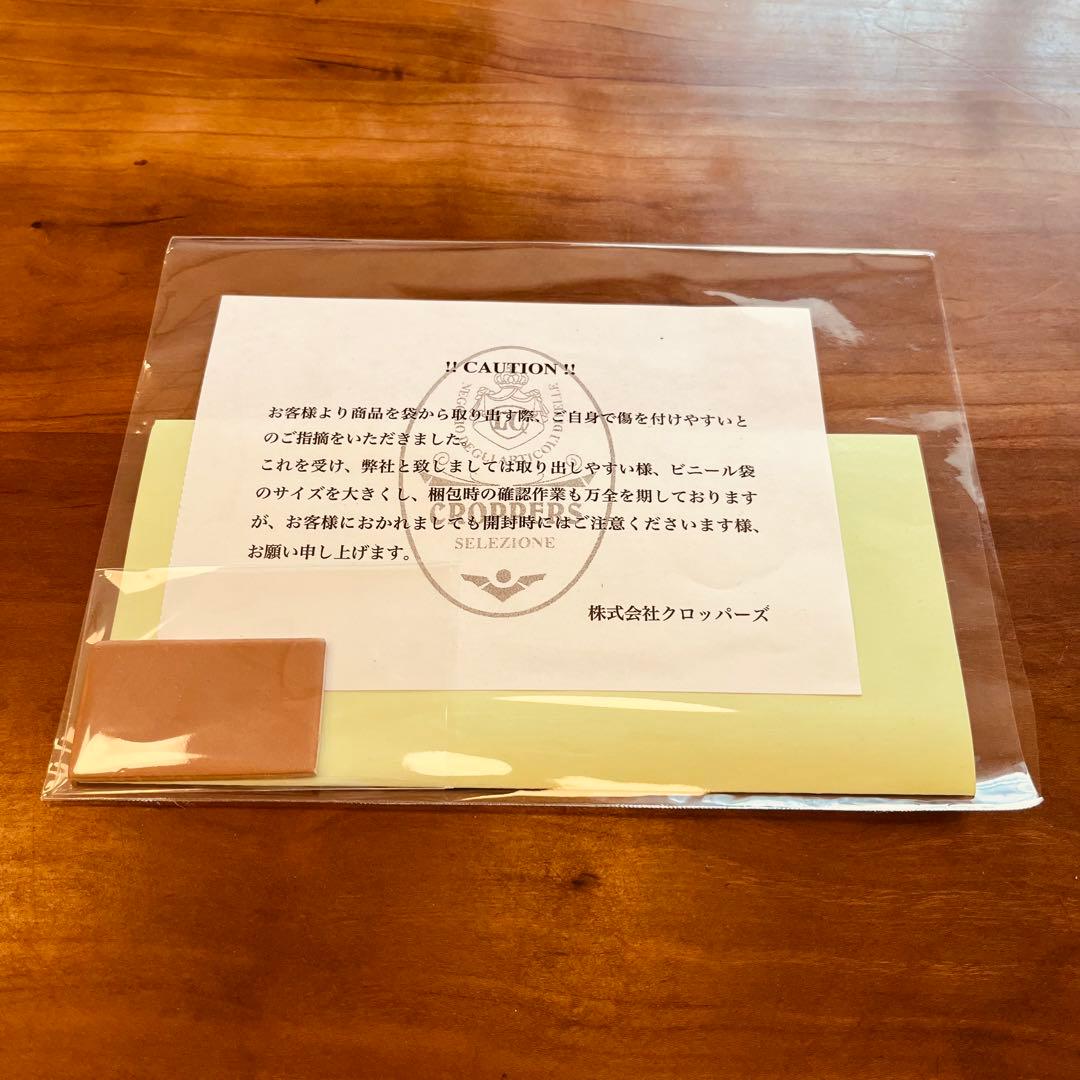 !! CAUTION !!
お客様より商品を袋から取り出す際、ご自身で傷を付けやすいと
のご指摘をいただきました。
これを受け、弊社と致しましては取り出しやすい様、ビニール袋
のサイズを大きくし、梱包時の確認作業も万全を期しております
が、お客様におかれましても開封時にはご注意くださいます様、
お願い申し上げます。
株式会社クロッパーズ
NEGOZIO DEGLI ARTICOLI DI PELLE
CROPPERS
SELEZIONE